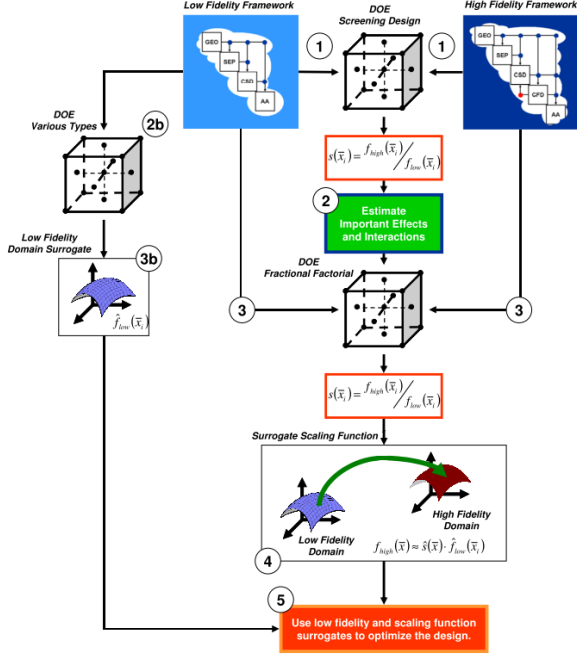 Low Fidelity Framework
DOE
Screening Design
High Fidelity Framework
GEO
SEP
CSD
AA
1
1
GEO
SEP
CSD
CFD
AA
DOE
Various Types
2b
s(x̄ᵢ) = f_high(x̄ᵢ) / f_low(x̄ᵢ)
2
Estimate
Important Effects
and Interactions
Low Fidelity
Domain Surrogate
3b
f̂_low(x̄ᵢ)
DOE
Fractional Factorial
3
3
s(x̄ᵢ) = f_high(x̄ᵢ) / f_low(x̄ᵢ)
Surrogate Scaling Function
High Fidelity
Domain
Low Fidelity
Domain
f_high(x̄) ≈ ŝ(x̄) · f̂_low(x̄ᵢ)
4
5
Use low fidelity and scaling function
surrogates to optimize the design.